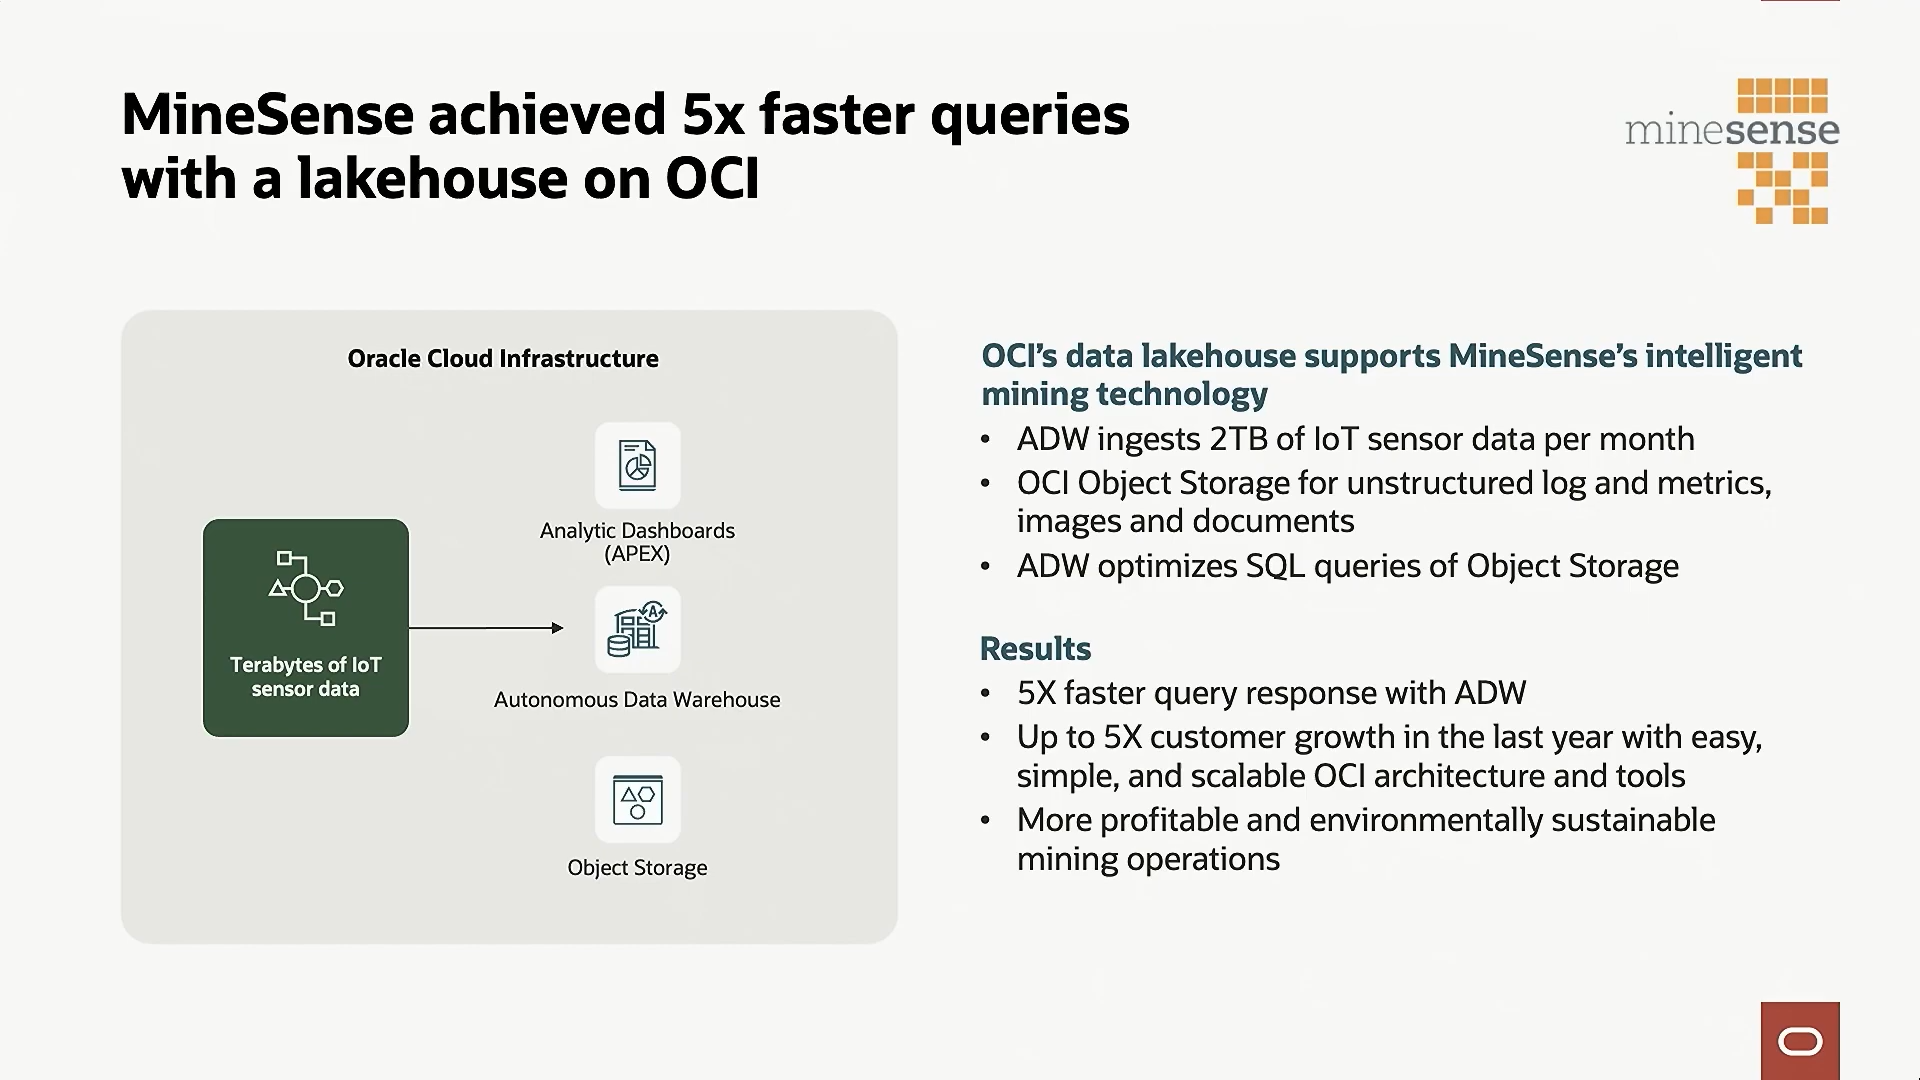 MineSense achieved 5x faster queries
with a lakehouse on OCI
minesense
Oracle Cloud Infrastructure
Analytic Dashboards
(APEX)
Terabytes of IoT
sensor data
Autonomous Data Warehouse
Object Storage
OCI’s data lakehouse supports MineSense’s intelligent
mining technology
• ADW ingests 2TB of IoT sensor data per month
• OCI Object Storage for unstructured log and metrics,
images and documents
• ADW optimizes SQL queries of Object Storage
Results
• 5X faster query response with ADW
• Up to 5X customer growth in the last year with easy,
simple, and scalable OCI architecture and tools
• More profitable and environmentally sustainable
mining operations